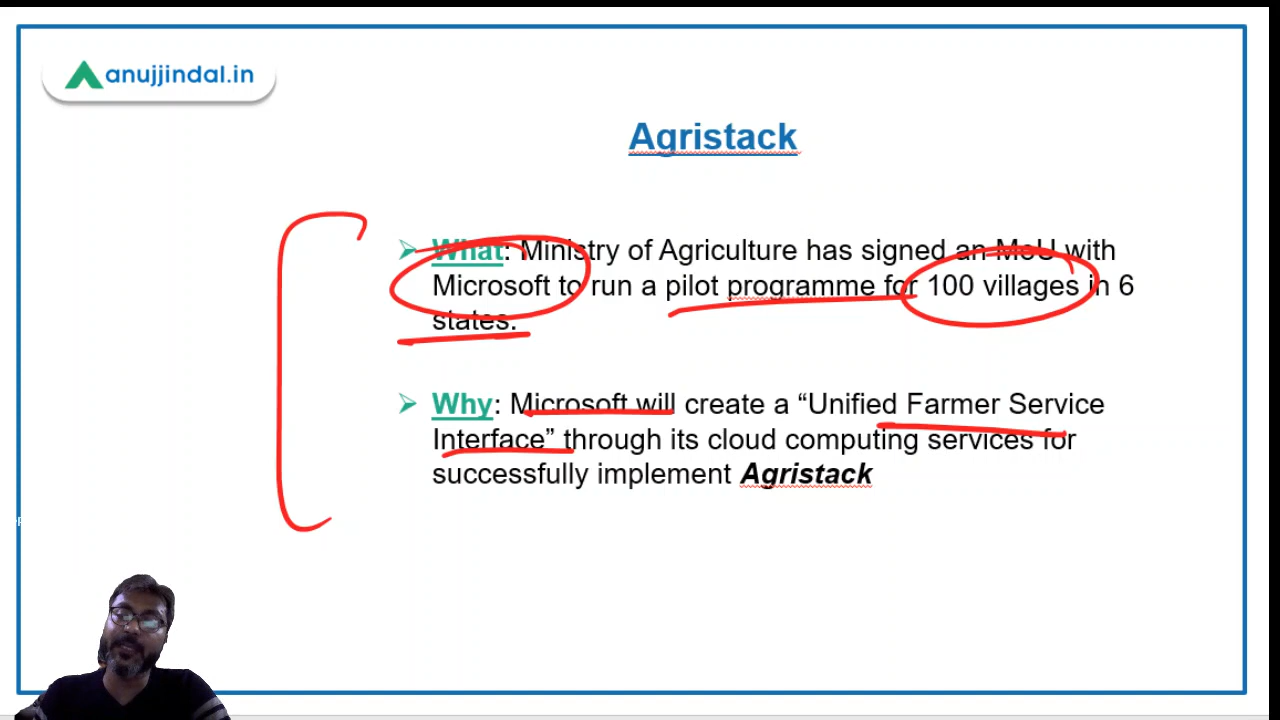 anujjindal.in
Agristack
What: Ministry of Agriculture has signed an MoU with
Microsoft to run a pilot programme for 100 villages in 6
states.
Why: Microsoft will create a “Unified Farmer Service
Interface” through its cloud computing services for
successfully implement Agristack